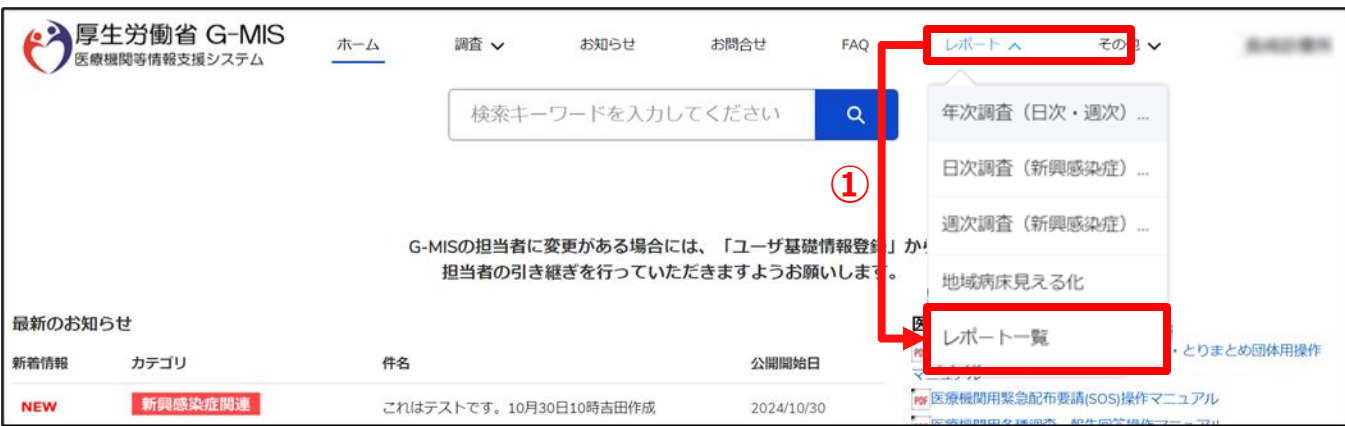 厚生労働省 G-MIS
医療機関等情報支援システム
ホーム
調査
お知らせ
お問合せ
FAQ
レポート
その他
検索キーワードを入力してください
年次調査（日次・週次）...
日次調査（新興感染症）...
週次調査（新興感染症）...
地域病床見える化
レポート一覧
①
G-MISの担当者に変更がある場合には、「ユーザ基礎情報登録」から
担当者の引き継ぎを行っていただきますようお願いします。
最新のお知らせ
新着情報
カテゴリ
件名
公開開始日
NEW
新興感染症関連
これはテストです。10月30日10時吉田作成
2024/10/30
医
・とりまとめ団体用操作
マニュアル
PDF 医療機関用緊急配布要請(SOS)操作マニュアル